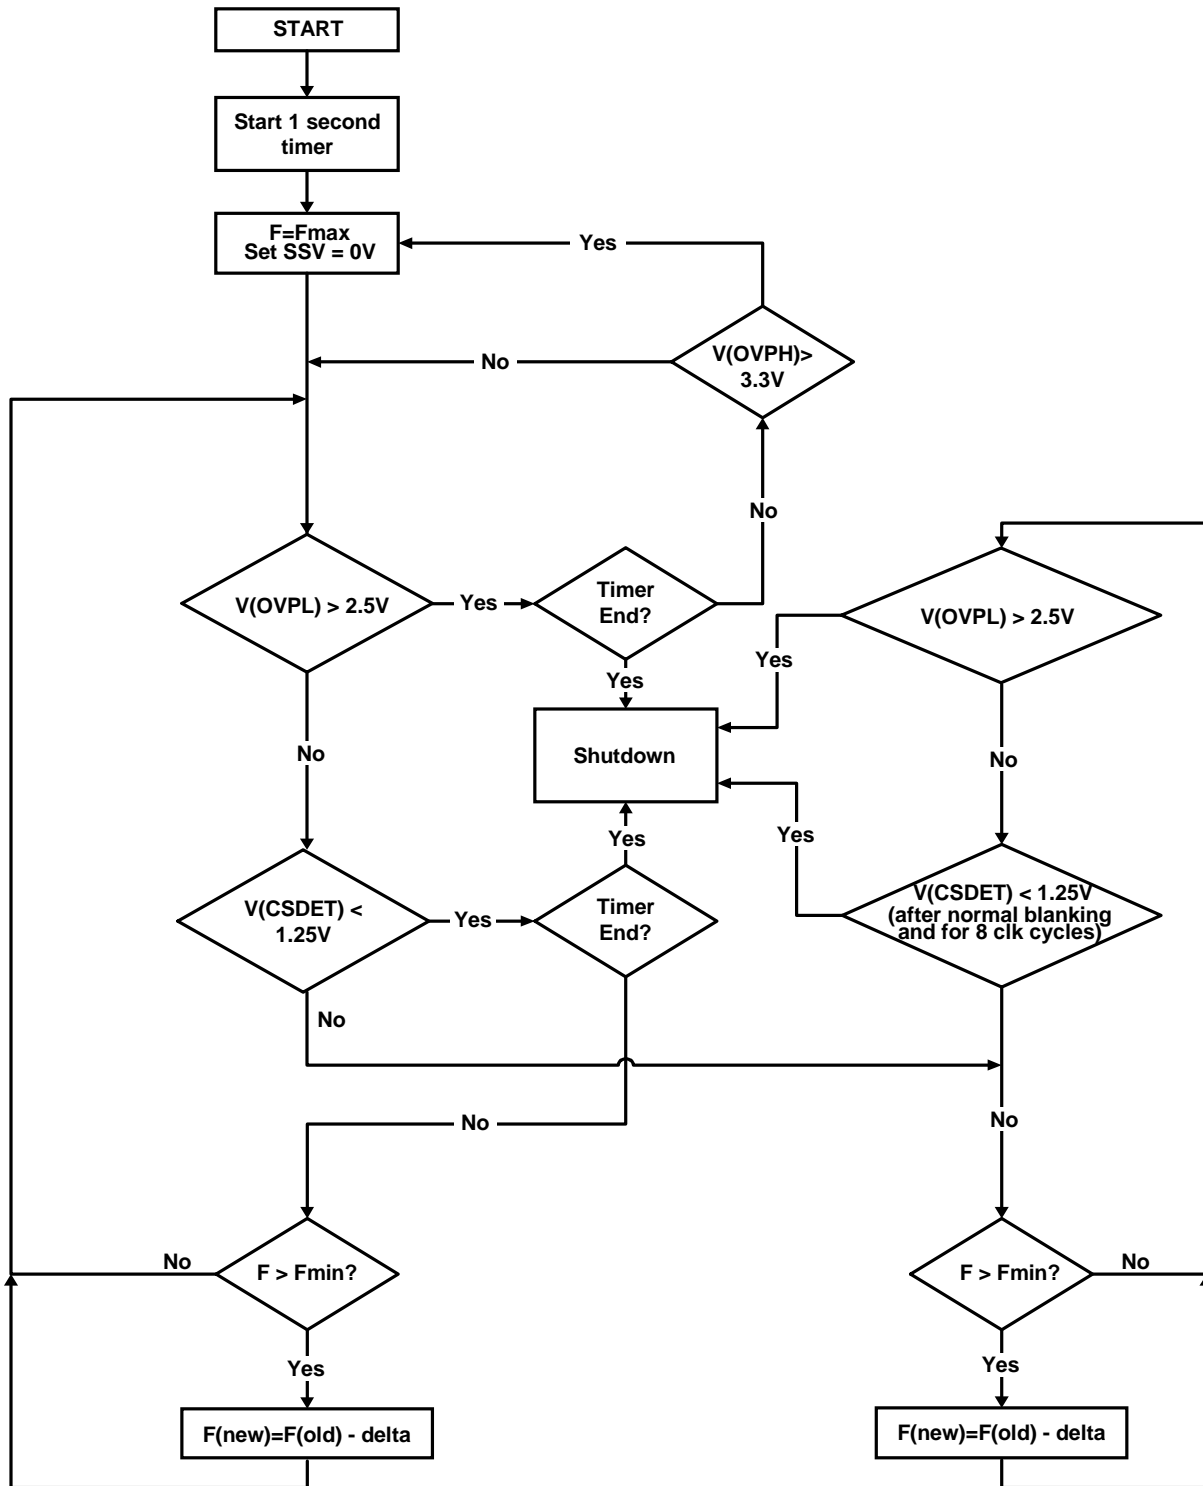 START
Start 1 second
timer
F=Fmax
Set SSV = 0V
Yes
V(OVPH)>
3.3V
No
No
V(OVPL) > 2.5V
Yes
Timer
End?
Yes
V(OVPL) > 2.5V
Yes
No
Shutdown
No
V(CSDET) <
1.25V
Yes
Timer
End?
Yes
Yes
V(CSDET) < 1.25V
(after normal blanking
and for 8 clk cycles)
No
No
No
F > Fmin?
No
F > Fmin?
No
Yes
Yes
F(new)=F(old) - delta
F(new)=F(old) - delta